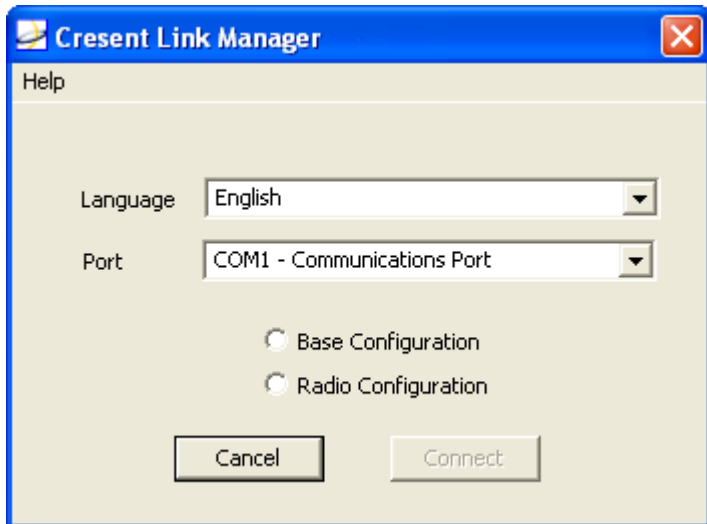 Cresent Link Manager
Help
Language English
Port COM1 - Communications Port
Base Configuration
Radio Configuration
Cancel Connect